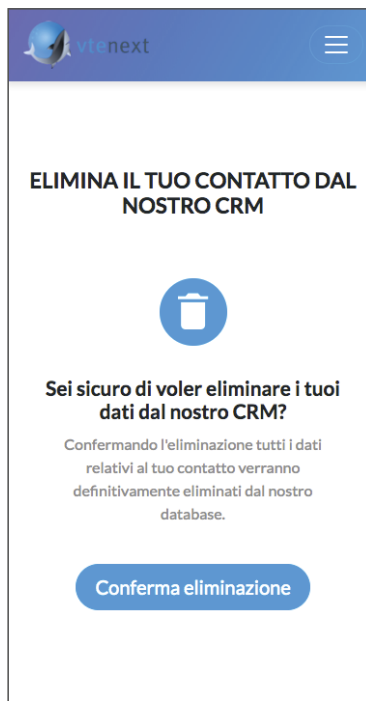 vtenext
ELIMINA IL TUO CONTATTO DAL
NOSTRO CRM
Sei sicuro di voler eliminare i tuoi
dati dal nostro CRM?
Confermando l'eliminazione tutti i dati
relativi al tuo contatto verranno
definitivamente eliminati dal nostro
database.
Conferma eliminazione